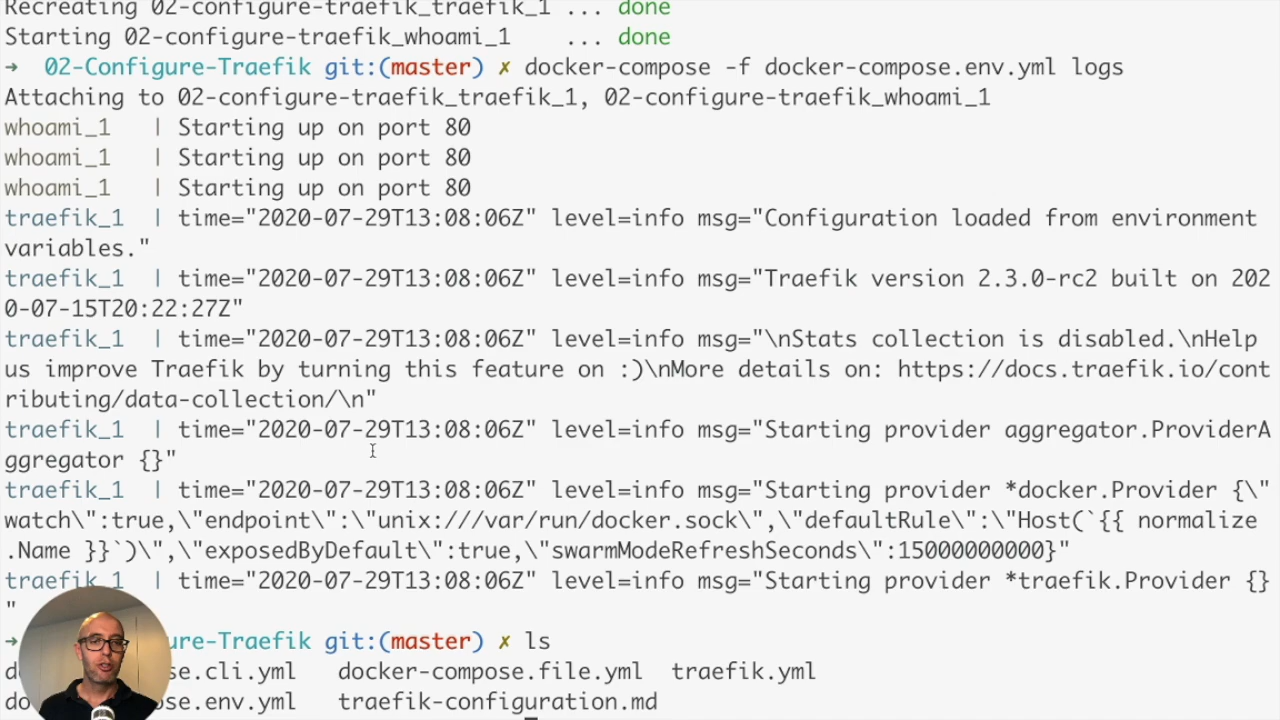 Recreating 02-configure-traefik_traefik_1 ... done
Starting 02-configure-traefik_whoami_1    ... done
→  02-Configure-Traefik git:(master) ✗ docker-compose -f docker-compose.env.yml logs
Attaching to 02-configure-traefik_traefik_1, 02-configure-traefik_whoami_1
whoami_1   | Starting up on port 80
whoami_1   | Starting up on port 80
whoami_1   | Starting up on port 80
traefik_1  | time="2020-07-29T13:08:06Z" level=info msg="Configuration loaded from environment
variables."
traefik_1  | time="2020-07-29T13:08:06Z" level=info msg="Traefik version 2.3.0-rc2 built on 202
0-07-15T20:22:27Z"
traefik_1  | time="2020-07-29T13:08:06Z" level=info msg="\nStats collection is disabled.\nHelp
us improve Traefik by turning this feature on :)\nMore details on: https://docs.traefik.io/cont
ributing/data-collection/\n"
traefik_1  | time="2020-07-29T13:08:06Z" level=info msg="Starting provider aggregator.ProviderA
ggregator {}"
traefik_1  | time="2020-07-29T13:08:06Z" level=info msg="Starting provider *docker.Provider {\"
watch\":true,\"endpoint\":\"unix:///var/run/docker.sock\",\"defaultRule\":\"Host(`{{ normalize
.Name }}`)\",\"exposedByDefault\":true,\"swarmModeRefreshSeconds\":15000000000}"
traefik_1  | time="2020-07-29T13:08:06Z" level=info msg="Starting provider *traefik.Provider {}
"
→ ure-Traefik git:(master) ✗ ls
se.cli.yml   docker-compose.file.yml  traefik.yml
se.env.yml   traefik-configuration.md